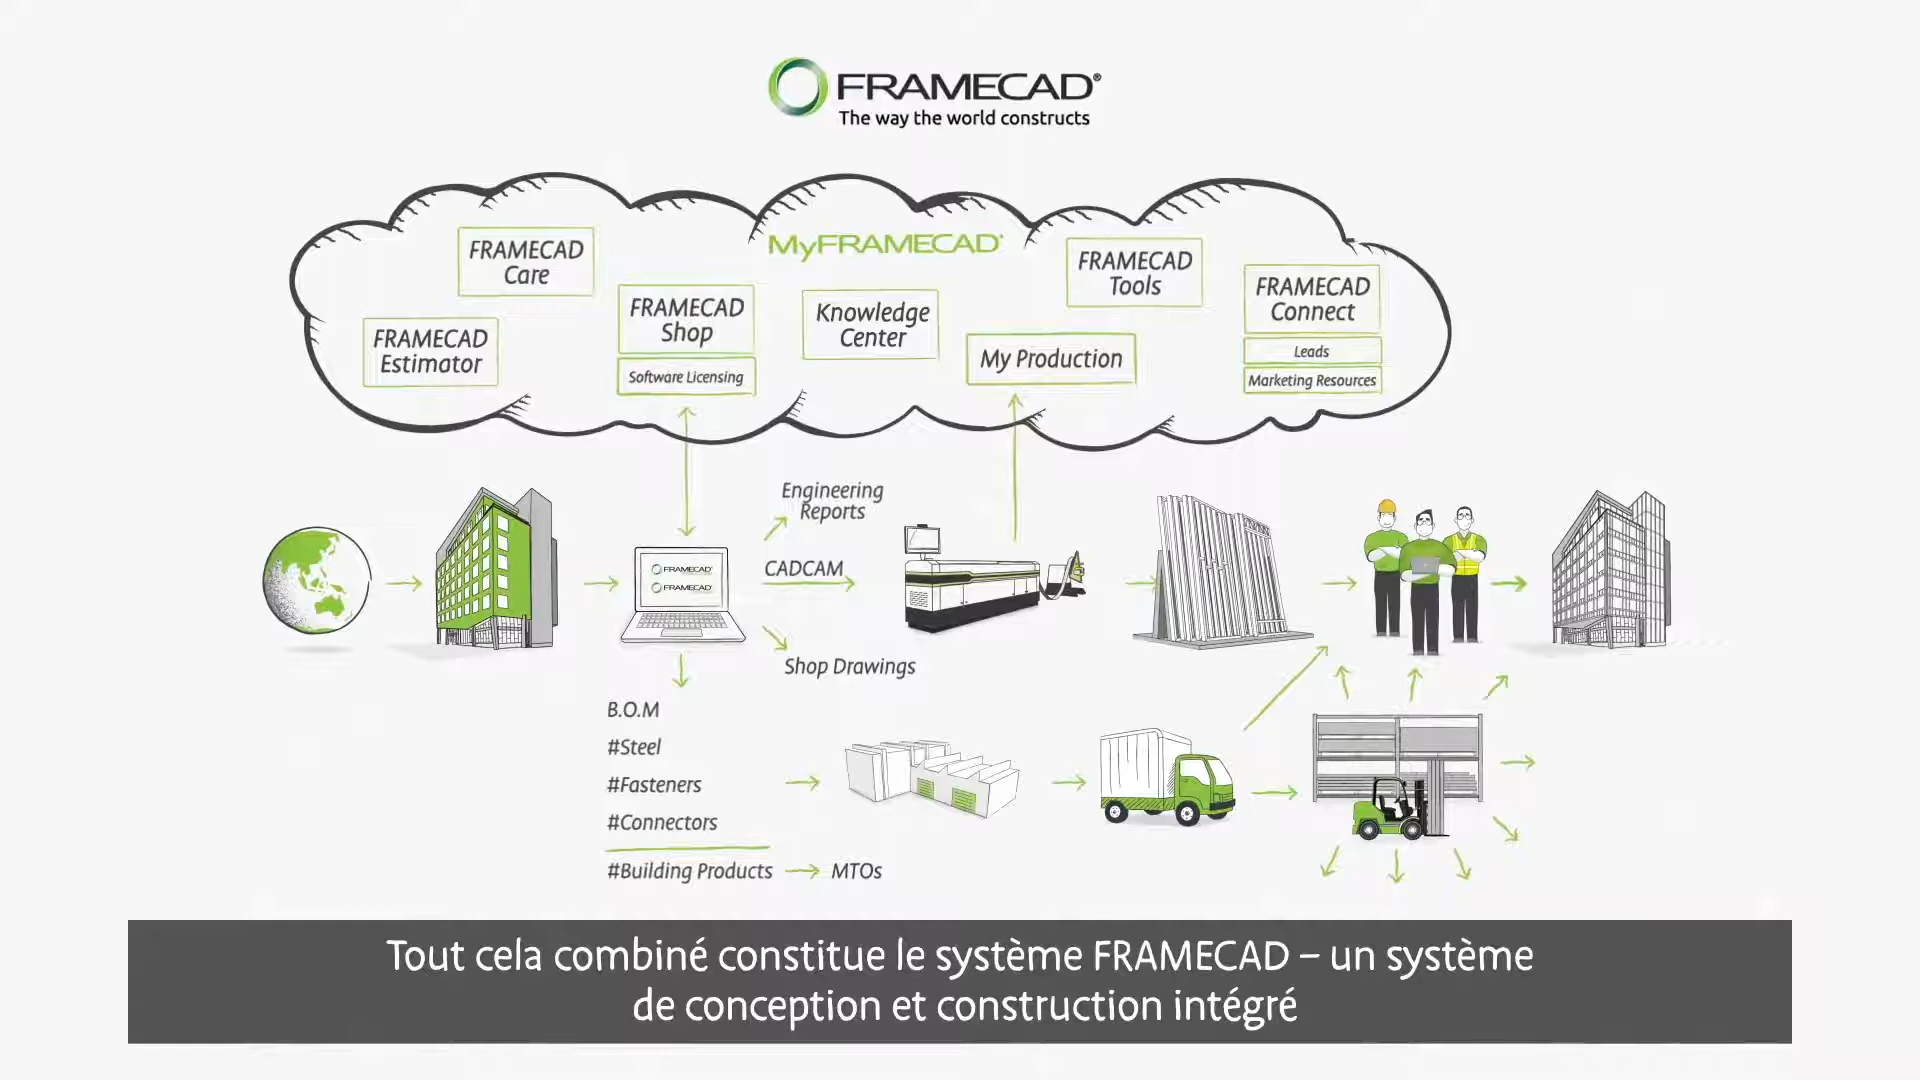 FRAMECAD®
The way the world constructs
MyFRAMECAD®
FRAMECAD
Care
FRAMECAD
Tools
FRAMECAD
Shop
Software Licensing
Knowledge
Center
FRAMECAD
Connect
Leads
Marketing Resources
FRAMECAD
Estimator
My Production
Engineering
Reports
FRAMECAD
FRAMECAD
CADCAM
Shop Drawings
B.O.M
#Steel
#Fasteners
#Connectors
#Building Products
MTOs
Tout cela combiné constitue le système FRAMECAD – un système
de conception et construction intégré